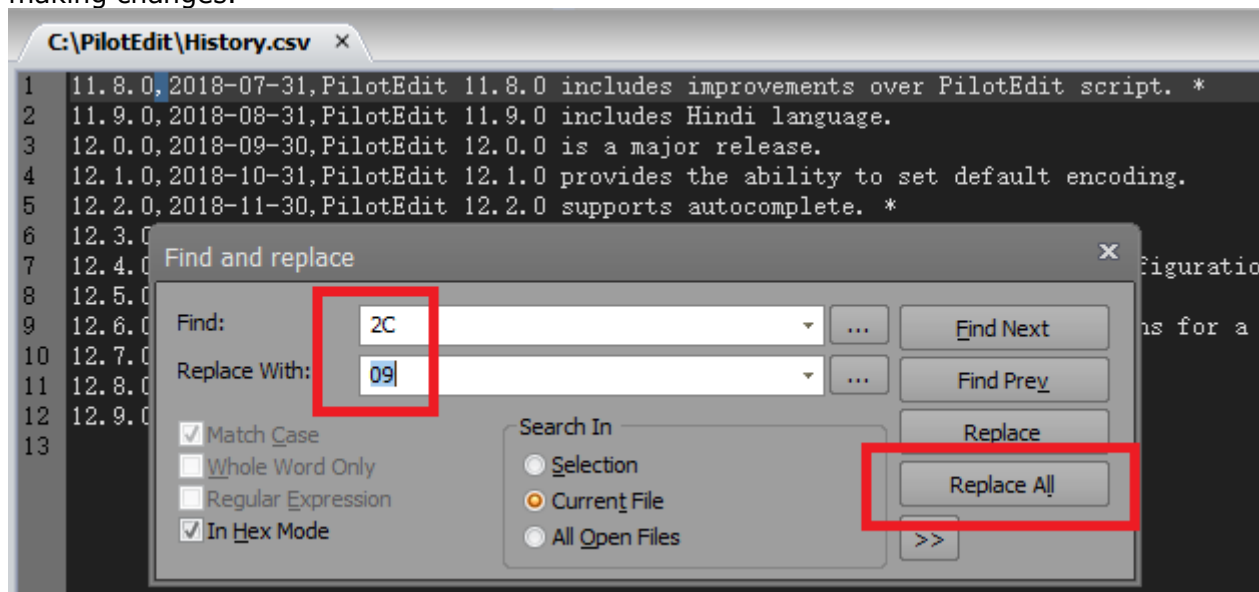 making changes.
C:\PilotEdit\History.csv ×
1 11.8.0,2018-07-31,PilotEdit 11.8.0 includes improvements over PilotEdit script. *
2 11.9.0,2018-08-31,PilotEdit 11.9.0 includes Hindi language.
3 12.0.0,2018-09-30,PilotEdit 12.0.0 is a major release.
4 12.1.0,2018-10-31,PilotEdit 12.1.0 provides the ability to set default encoding.
5 12.2.0,2018-11-30,PilotEdit 12.2.0 supports autocomplete. *
6 12.3.0
7 12.4.0
8 12.5.0
9 12.6.0 ns for a
10 12.7.0
11 12.8.0
12 12.9.0
13
Find and replace ×
Find: 2C ... Find Next
Replace With: 09 ... Find Prev
Match Case
Whole Word Only
Regular Expression
In Hex Mode
Search In
Selection
Current File
All Open Files
Replace
Replace All
>>